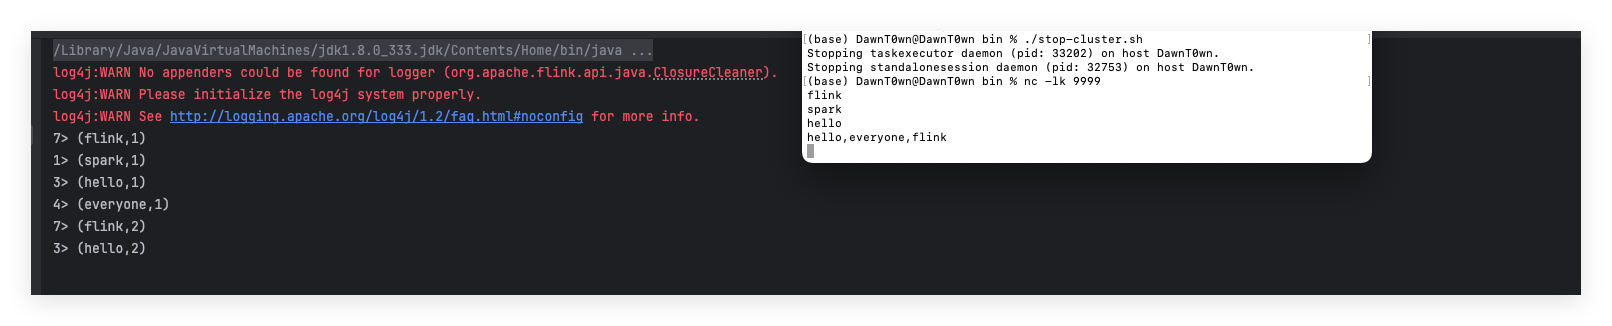 /Library/Java/JavaVirtualMachines/jdk1.8.0_333.jdk/Contents/Home/bin/java ...
log4j:WARN No appenders could be found for logger (org.apache.flink.api.java.ClosureCleaner).
log4j:WARN Please initialize the log4j system properly.
log4j:WARN See http://logging.apache.org/log4j/1.2/faq.html#noconfig for more info.
7> (flink,1)
1> (spark,1)
3> (hello,1)
4> (everyone,1)
7> (flink,2)
3> (hello,2)
[(base) DawnT0wn@DawnT0wn bin % ./stop-cluster.sh ]
Stopping taskexecutor daemon (pid: 33202) on host DawnT0wn.
Stopping standalonesession daemon (pid: 32753) on host DawnT0wn.
[(base) DawnT0wn@DawnT0wn bin % nc -lk 9999 ]
flink
spark
hello
hello,everyone,flink